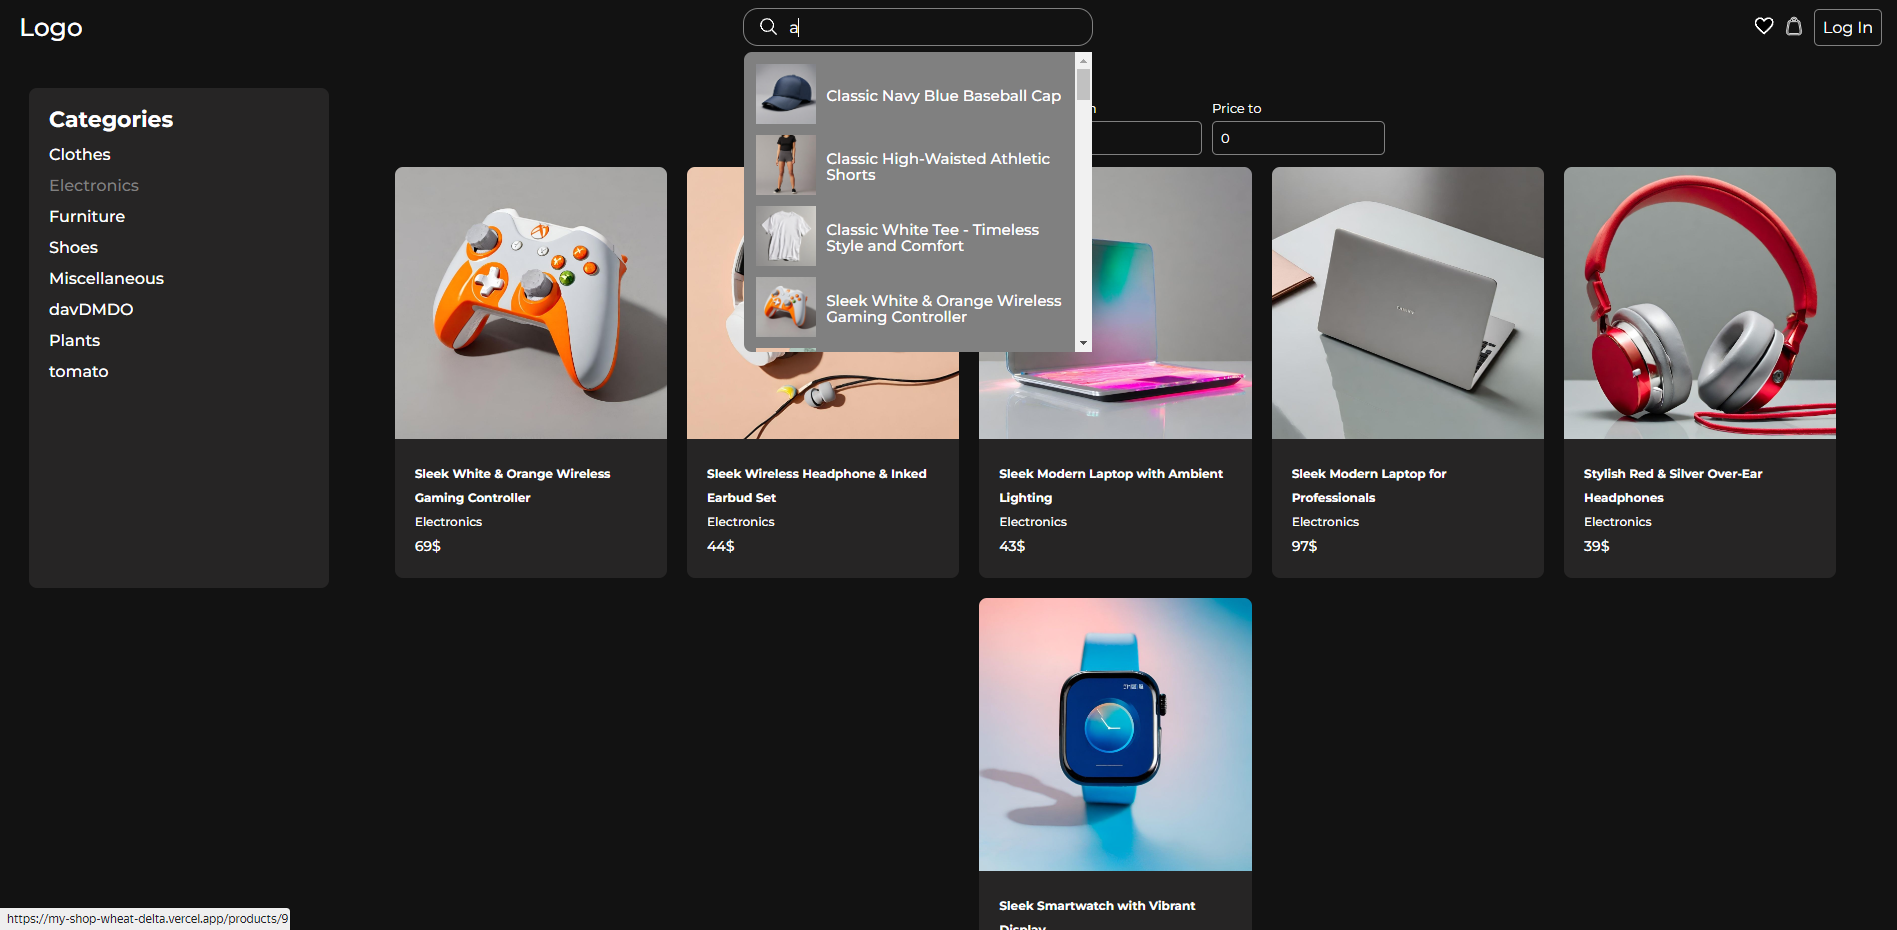 Logo
a
Log In
Classic Navy Blue Baseball Cap
Classic High-Waisted Athletic
Shorts
Classic White Tee - Timeless
Style and Comfort
Sleek White & Orange Wireless
Gaming Controller
Price to
0
Categories
Clothes
Electronics
Furniture
Shoes
Miscellaneous
davDMDO
Plants
tomato
Sleek White & Orange Wireless
Gaming Controller
Electronics
69$
Sleek Wireless Headphone & Inked
Earbud Set
Electronics
44$
Sleek Modern Laptop with Ambient
Lighting
Electronics
43$
Sleek Modern Laptop for
Professionals
Electronics
97$
Stylish Red & Silver Over-Ear
Headphones
Electronics
39$
Sleek Smartwatch with Vibrant
Display
https://my-shop-wheat-delta.vercel.app/products/9